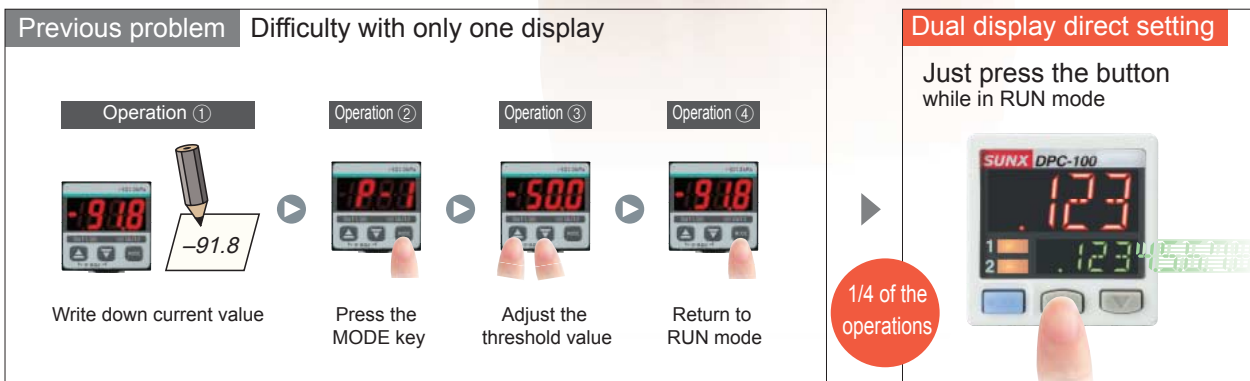 Previous problem Difficulty with only one display
Operation ①
Operation ②
Operation ③
Operation ④
-91.8
–91.8
P-1
-50.0
-91.8
MODE
Write down current value
Press the
MODE key
Adjust the
threshold value
Return to
RUN mode
1/4 of the
operations
Dual display direct setting
Just press the button
while in RUN mode
SUNX DPC-100
.123
1
2
.123